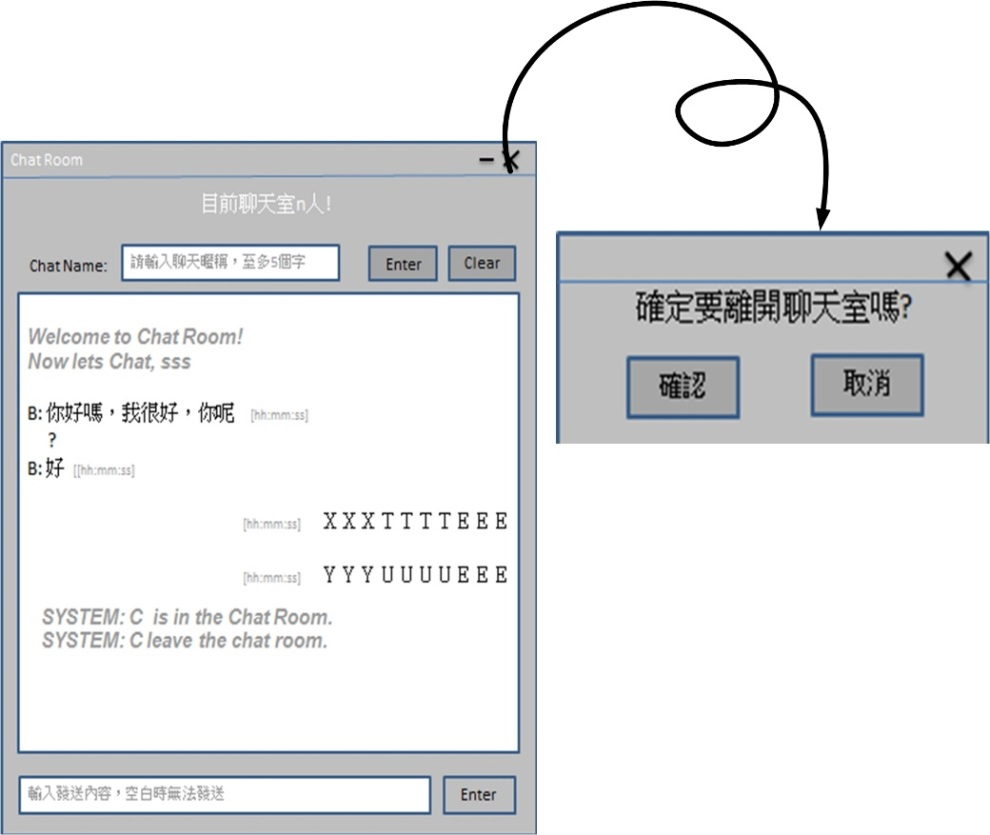 Chat Room
目前聊天室n人!
Chat Name: 請輸入聊天暱稱，至多5個字 Enter Clear
Welcome to Chat Room!
Now lets Chat, sss
B: 你好嗎，我很好，你呢 [hh:mm:ss]
?
B: 好 [[hh:mm:ss]
[hh:mm:ss] XXXTTTTEEE
[hh:mm:ss] YYYUUUUEEE
SYSTEM: C is in the Chat Room.
SYSTEM: C leave the chat room.
輸入發送內容，空白時無法發送 Enter
確定要離開聊天室嗎?
確認 取消